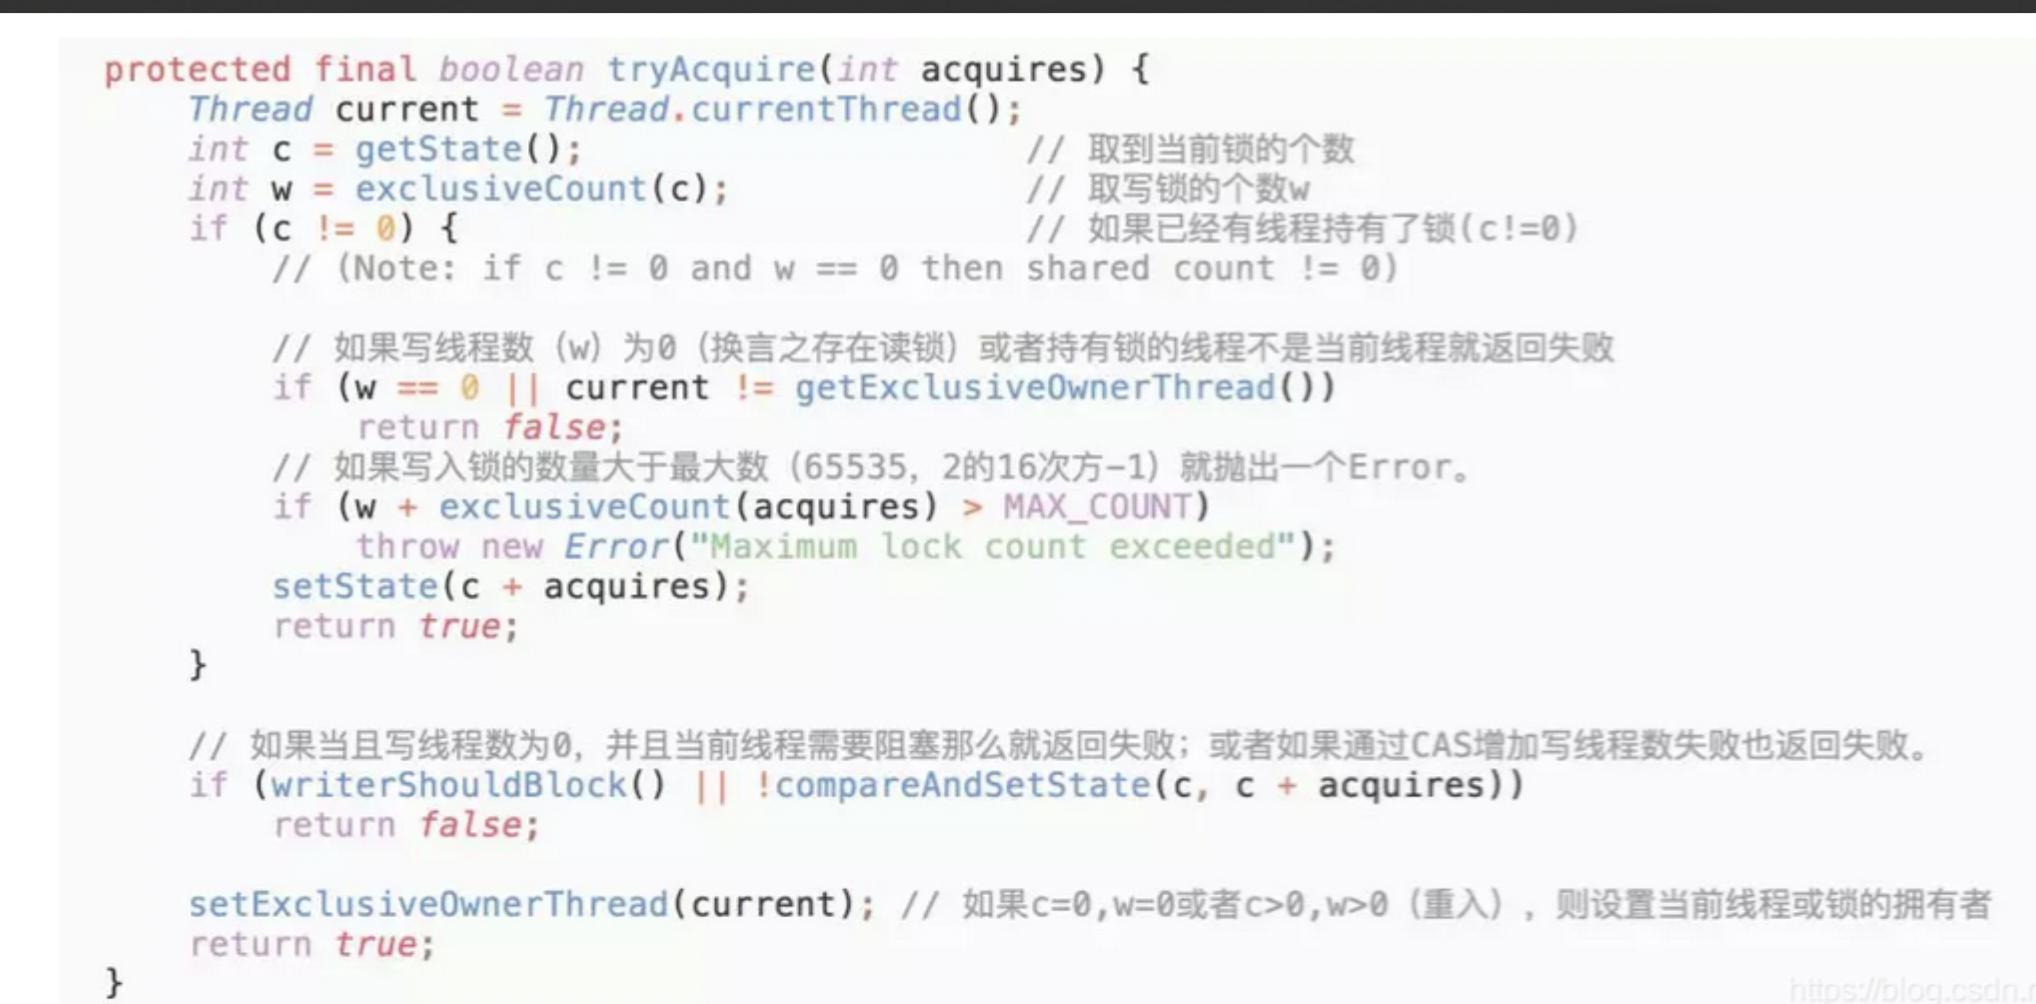 protected final boolean tryAcquire(int acquires) {
    Thread current = Thread.currentThread();
    int c = getState();                     // 取到当前锁的个数
    int w = exclusiveCount(c);              // 取写锁的个数w
    if (c != 0) {                           // 如果已经有线程持有了锁(c!=0)
        // (Note: if c != 0 and w == 0 then shared count != 0)
        // 如果写线程数（w）为0（换言之存在读锁）或者持有锁的线程不是当前线程就返回失败
        if (w == 0 || current != getExclusiveOwnerThread())
            return false;
        // 如果写入锁的数量大于最大数（65535，2的16次方-1）就抛出一个Error。
        if (w + exclusiveCount(acquires) > MAX_COUNT)
            throw new Error("Maximum lock count exceeded");
        setState(c + acquires);
        return true;
    }
    // 如果当且写线程数为0，并且当前线程需要阻塞那么就返回失败；或者如果通过CAS增加写线程数失败也返回失败。
    if (writerShouldBlock() || !compareAndSetState(c, c + acquires))
        return false;
    setExclusiveOwnerThread(current); // 如果c=0,w=0或者c>0,w>0（重入），则设置当前线程或锁的拥有者
    return true;
}
https://blog.csdn.n